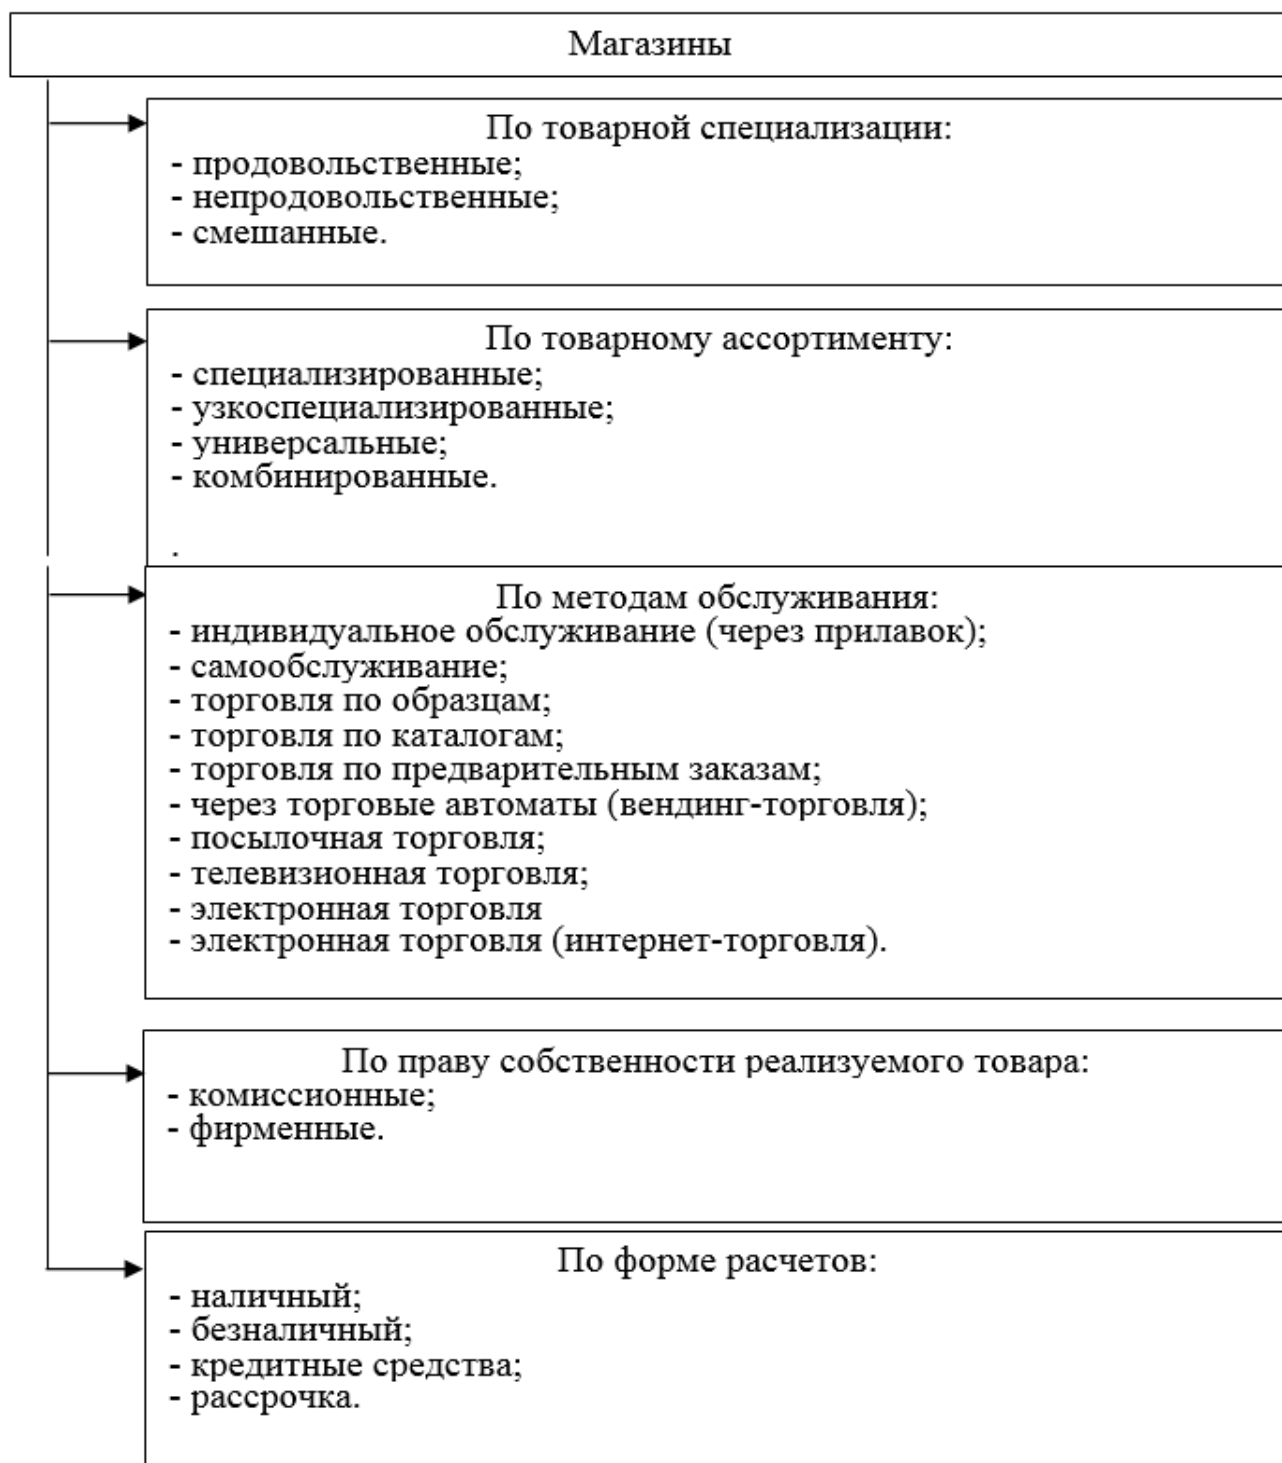 Магазины
По товарной специализации:
- продовольственные;
- непродовольственные;
- смешанные.
По товарному ассортименту:
- специализированные;
- узкоспециализированные;
- универсальные;
- комбинированные.
.
По методам обслуживания:
- индивидуальное обслуживание (через прилавок);
- самообслуживание;
- торговля по образцам;
- торговля по каталогам;
- торговля по предварительным заказам;
- через торговые автоматы (вендинг-торговля);
- посылочная торговля;
- телевизионная торговля;
- электронная торговля
- электронная торговля (интернет-торговля).
По праву собственности реализуемого товара:
- комиссионные;
- фирменные.
По форме расчетов:
- наличный;
- безналичный;
- кредитные средства;
- рассрочка.